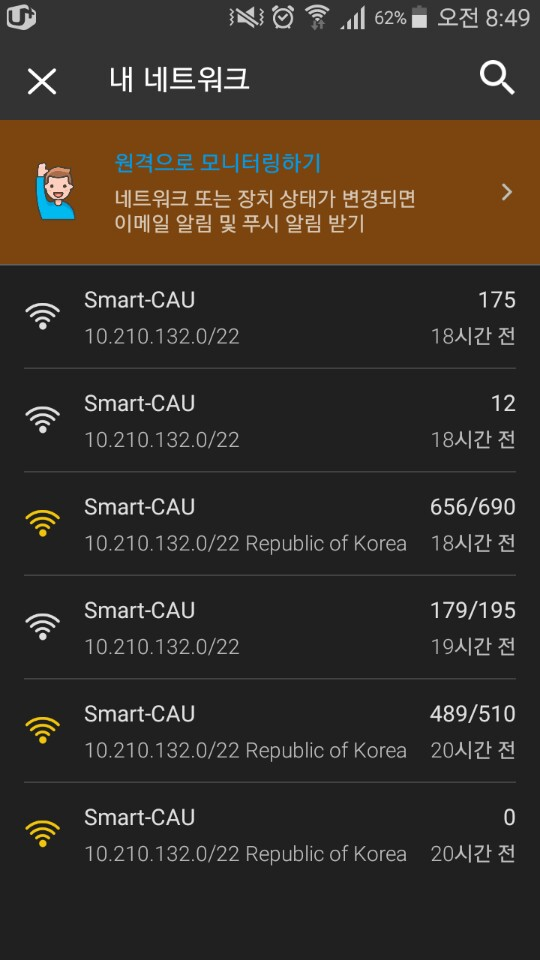 U+
62% 오전 8:49
내 네트워크
원격으로 모니터링하기
네트워크 또는 장치 상태가 변경되면
이메일 알림 및 푸시 알림 받기
Smart-CAU 175
10.210.132.0/22 18시간 전
Smart-CAU 12
10.210.132.0/22 18시간 전
Smart-CAU 656/690
10.210.132.0/22 Republic of Korea 18시간 전
Smart-CAU 179/195
10.210.132.0/22 19시간 전
Smart-CAU 489/510
10.210.132.0/22 Republic of Korea 20시간 전
Smart-CAU 0
10.210.132.0/22 Republic of Korea 20시간 전